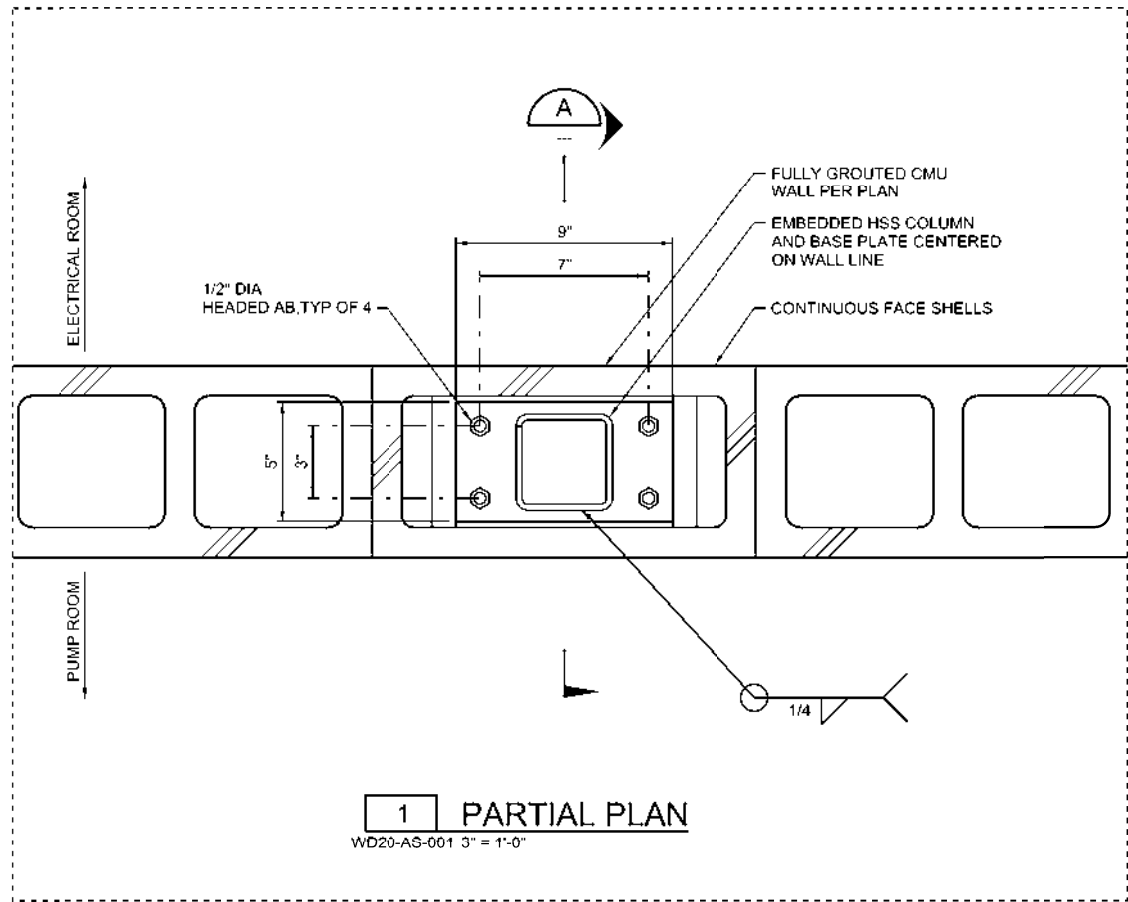 A
---
ELECTRICAL ROOM
FULLY GROUTED CMU
WALL PER PLAN
EMBEDDED HSS COLUMN
AND BASE PLATE CENTERED
ON WALL LINE
9"
7"
1/2" DIA
HEADED AB,TYP OF 4
CONTINUOUS FACE SHELLS
5"
3"
PUMP ROOM
1/4
1 PARTIAL PLAN
WD20-AS-001 3" = 1'-0"